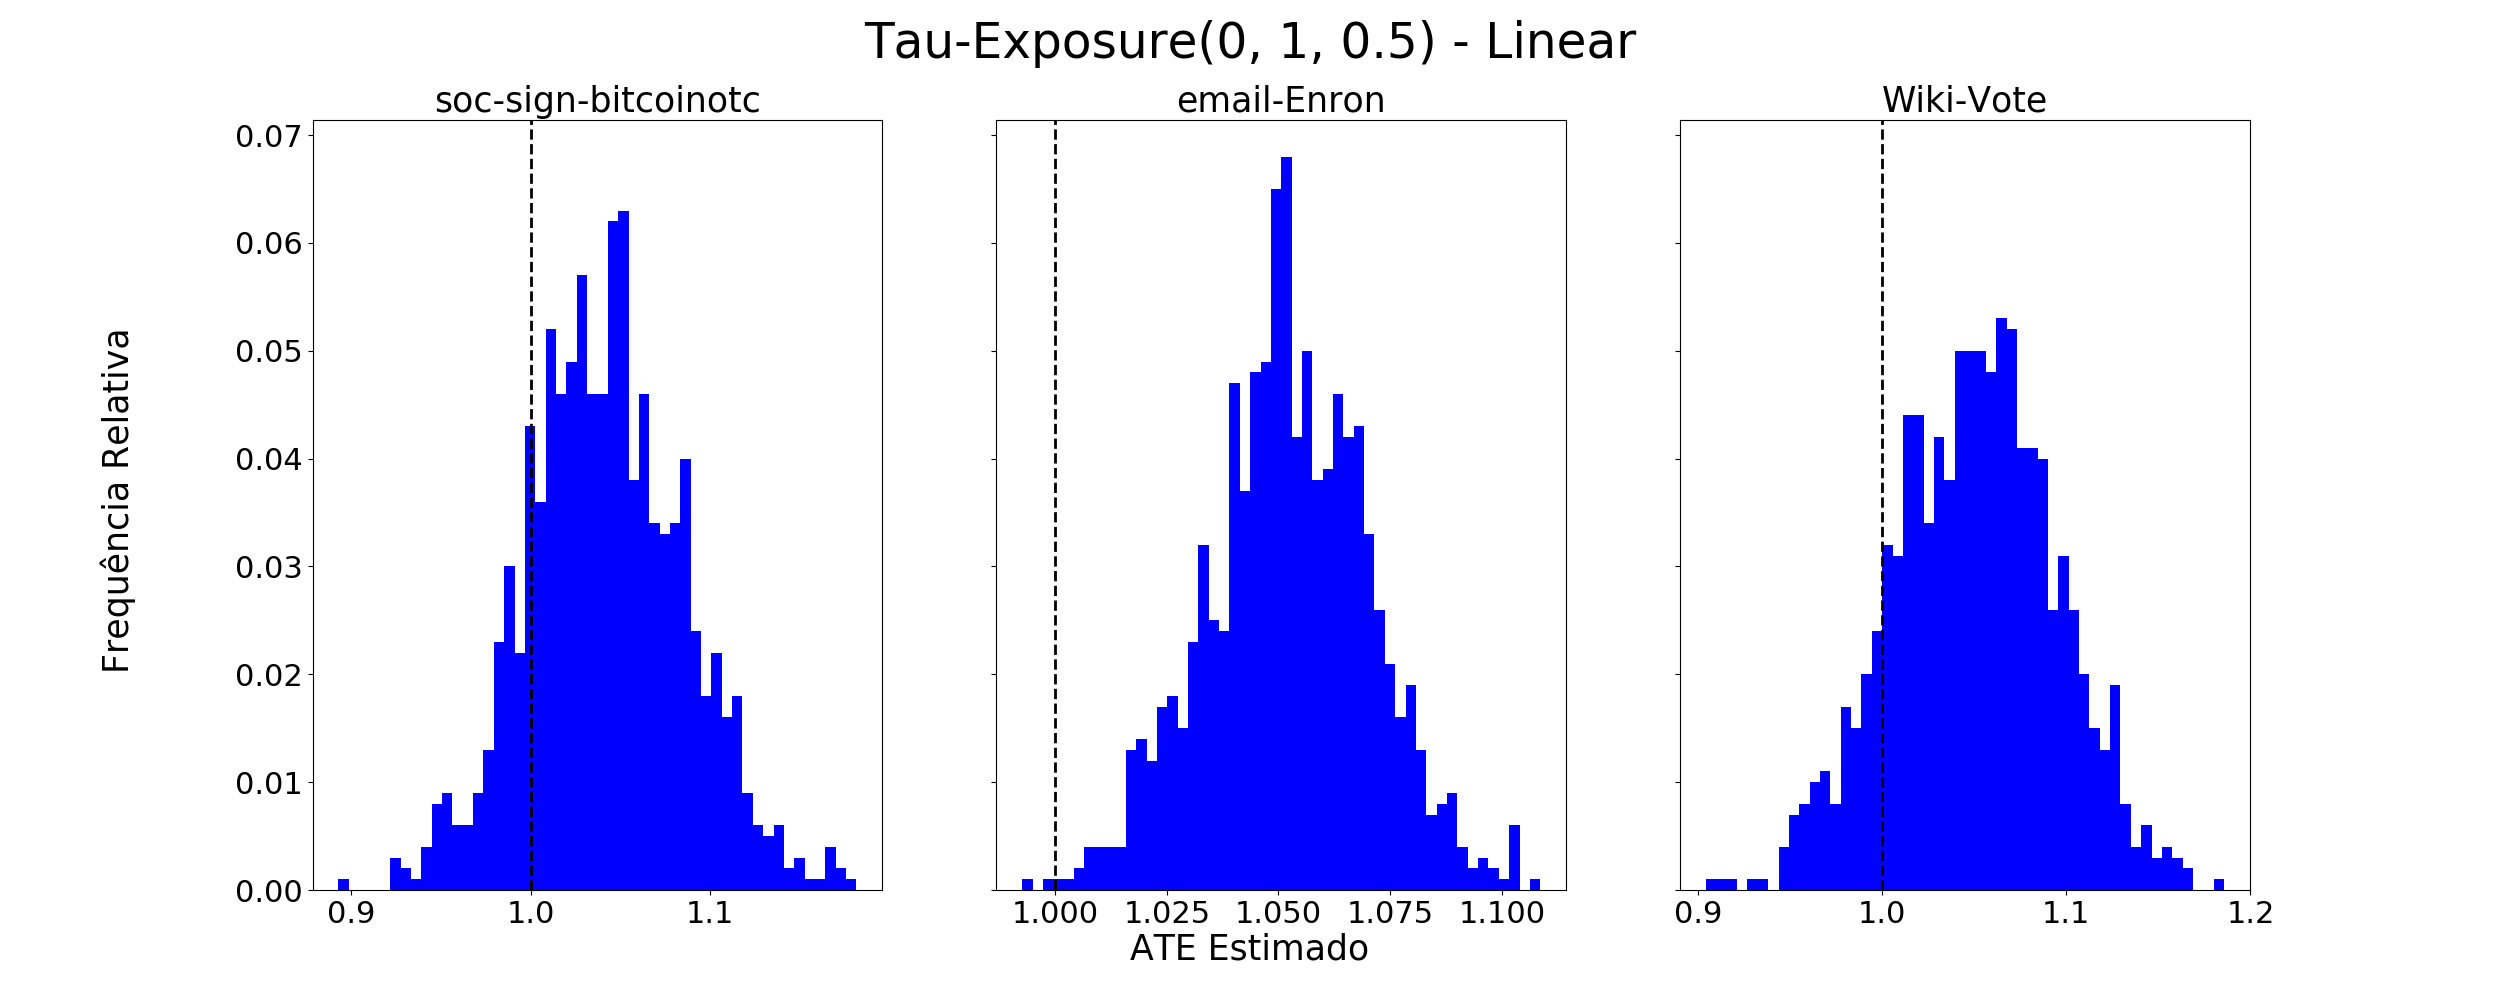 Tau-Exposure(0, 1, 0.5) - Linear
soc-sign-bitcoinotc
email-Enron
Wiki-Vote
Frequência Relativa
0.07
0.06
0.05
0.04
0.03
0.02
0.01
0.00
0.9 1.0 1.1
1.000 1.025 1.050 1.075 1.100
0.9 1.0 1.1 1.2
ATE Estimado